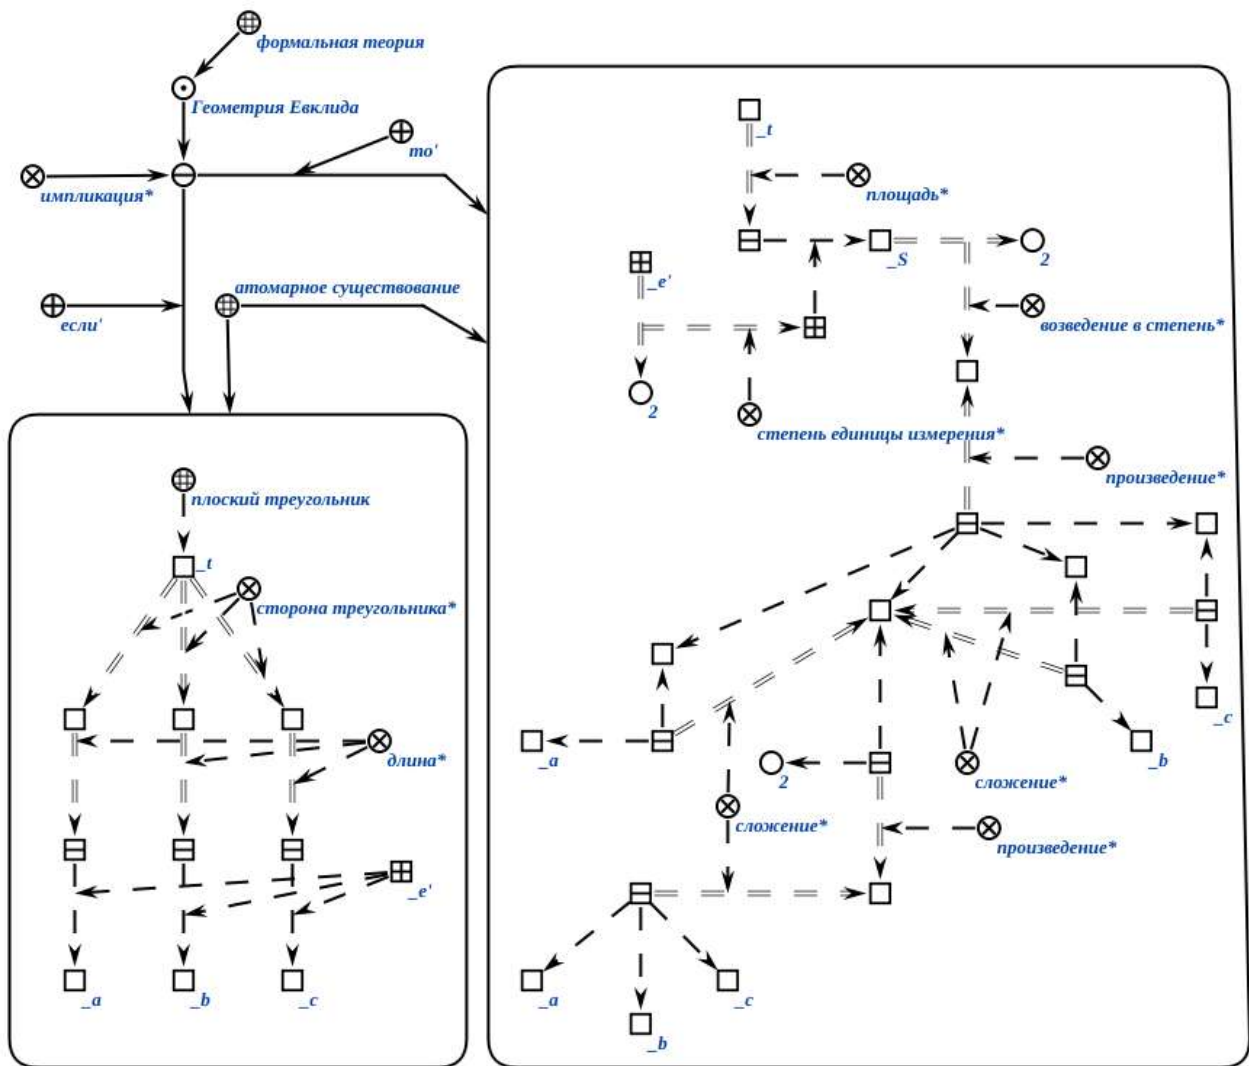 формальная теория
Геометрия Евклида
то'
импликация*
если'
атомарное существование
плоский треугольник
_t
сторона треугольника*
длина*
_e'
_a
_b
_c
_t
площадь*
_e'
_S
2
возведение в степень*
2
степень единицы измерения*
произведение*
_c
_a
2
сложение*
_b
сложение*
произведение*
_a
_c
_b